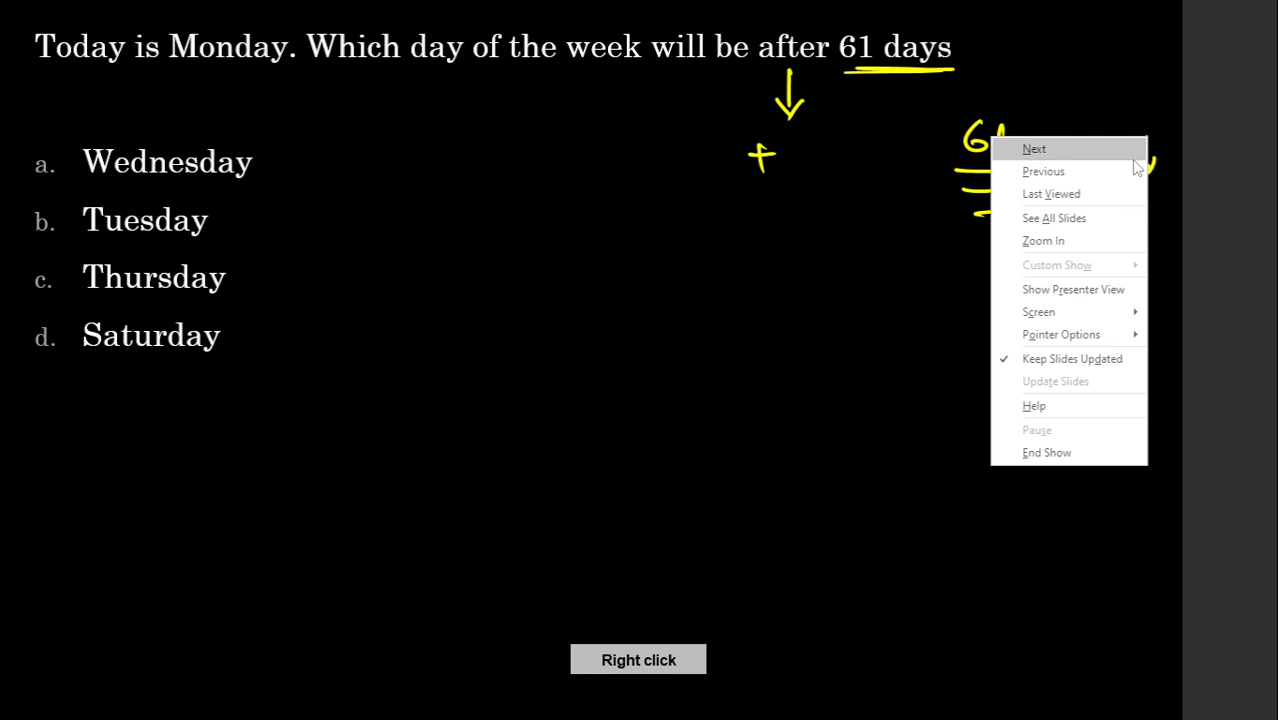 Today is Monday. Which day of the week will be after 61 days
+
61
a. Wednesday
b. Tuesday
c. Thursday
d. Saturday
Next
Previous
Last Viewed
See All Slides
Zoom In
Custom Show
Show Presenter View
Screen
Pointer Options
Keep Slides Updated
Update Slides
Help
Pause
End Show
Right click